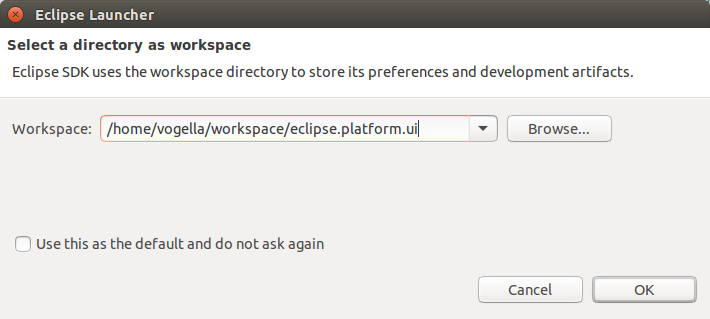 Eclipse Launcher
Select a directory as workspace
Eclipse SDK uses the workspace directory to store its preferences and development artifacts.
Workspace: /home/vogella/workspace/eclipse.platform.ui Browse...
Use this as the default and do not ask again
Cancel OK